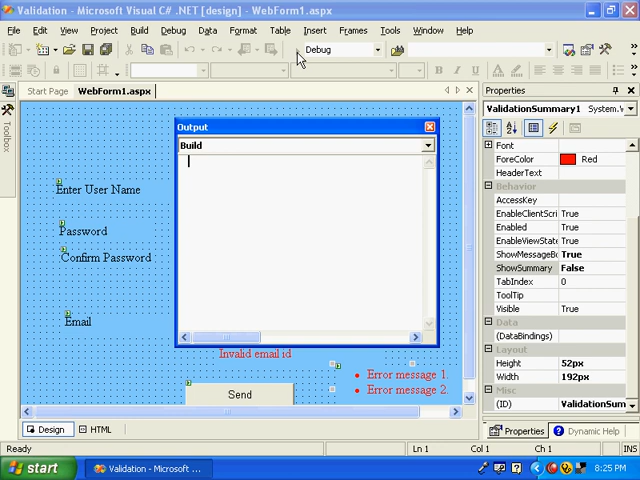 Validation - Microsoft Visual C# .NET [design] - WebForm1.aspx
File Edit View Project Build Debug Data Format Table Insert Frames Tools Window Help
Debug
Start Page WebForm1.aspx
Toolbox
Enter User Name
Password
Confirm Password
Email
Output
Build
Invalid email id
Error message 1.
Error message 2.
Send
Design HTML
Properties
ValidationSummary1 System.W
Font
ForeColor Red
HeaderText
Behavior
AccessKey
EnableClientScri True
Enabled True
EnableViewState True
ShowMessageBo True
ShowSummary False
TabIndex 0
ToolTip
Visible True
Data
(DataBindings)
Layout
Height 52px
Width 192px
Misc
(ID) ValidationSum
Properties Dynamic Help
Ready Ln 1 Col 1 Ch 1 INS
start Validation - Microsoft ... 8:25 PM